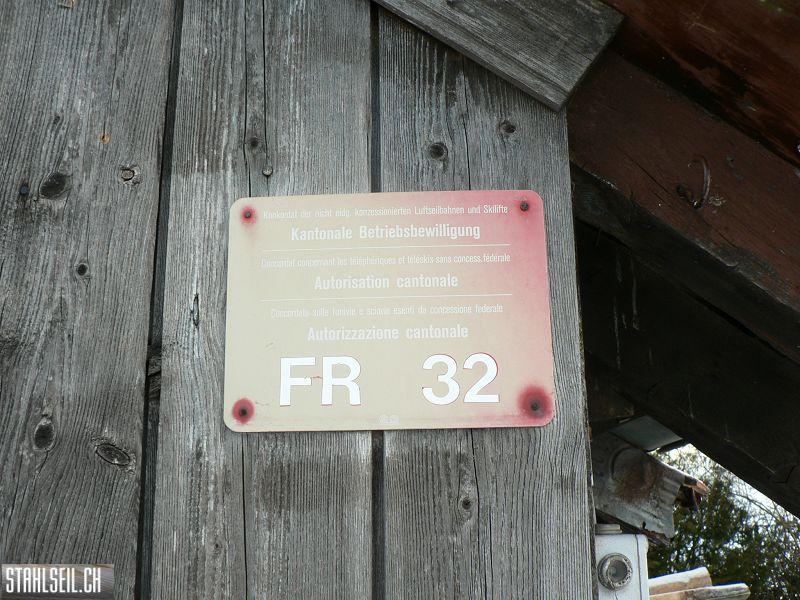 Konkordat der nicht eidg. konzessionierten Luftseilbahnen und Skilifte
Kantonale Betriebsbewilligung
Concordat concernant les téléphériques et téléskis sans concess. fédérale
Autorisation cantonale
Concordato sulle funivie e sciovie esenti da concessione federale
Autorizzazione cantonale
FR 32
STAHLSEIL.CH